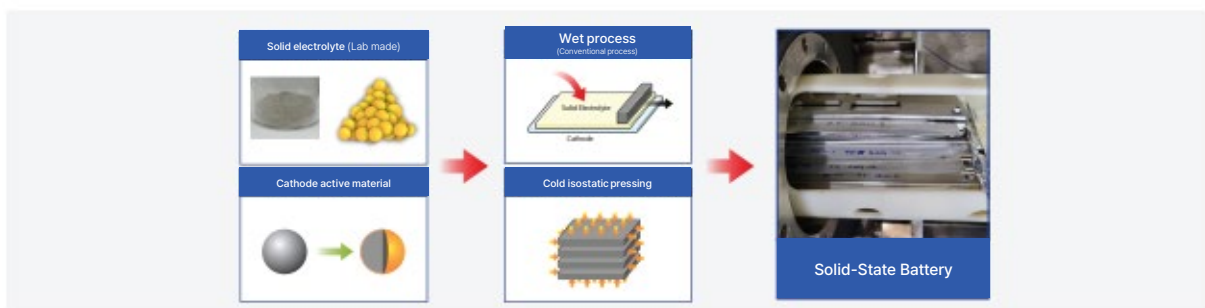 Solid electrolyte (Lab made)
Cathode active material
Wet process
(Conventional process)
Solid Electrolyte
Cathode
Cold isostatic pressing
Solid-State Battery